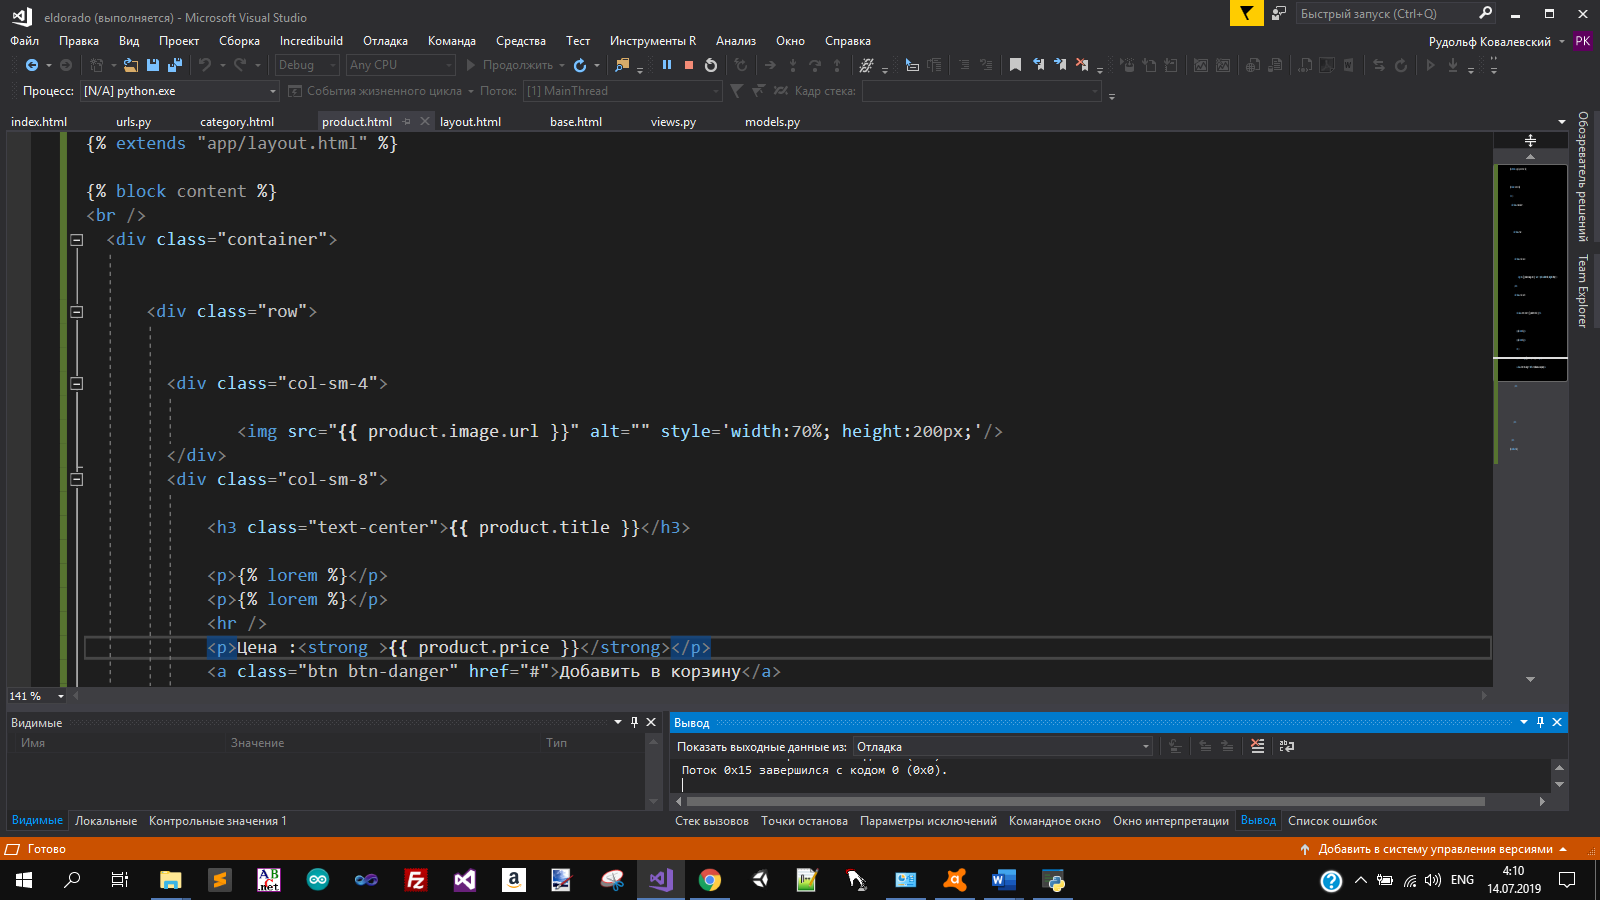 eldorado (выполняется) - Microsoft Visual Studio
Быстрый запуск (Ctrl+Q)
Файл Правка Вид Проект Сборка Incredibuild Отладка Команда Средства Тест Инструменты R Анализ Окно Справка
Рудольф Ковалевский РК
Debug Any CPU Продолжить
Процесс: [N/A] python.exe События жизненного цикла Поток: [1] MainThread Кадр стека:
index.html urls.py category.html product.html layout.html base.html views.py models.py
{% extends "app/layout.html" %}
{% block content %}
<br />
<div class="container">
<div class="row">
<div class="col-sm-4">
<img src="{{ product.image.url }}" alt="" style='width:70%; height:200px;'/>
</div>
<div class="col-sm-8">
<h3 class="text-center">{{ product.title }}</h3>
<p>{% lorem %}</p>
<p>{% lorem %}</p>
<hr />
<p>Цена :<strong >{{ product.price }}</strong></p>
<a class="btn btn-danger" href="#">Добавить в корзину</a>
Обозреватель решений
Team Explorer
141 %
Видимые
Имя Значение Тип
Видимые Локальные Контрольные значения 1
Вывод
Показать выходные данные из: Отладка
Поток 0x15 завершился с кодом 0 (0x0).
Стек вызовов Точки останова Параметры исключений Командное окно Окно интерпретации Вывод Список ошибок
Готово
Добавить в систему управления версиями
ABC
.net
a
W
ENG
4:10
14.07.2019